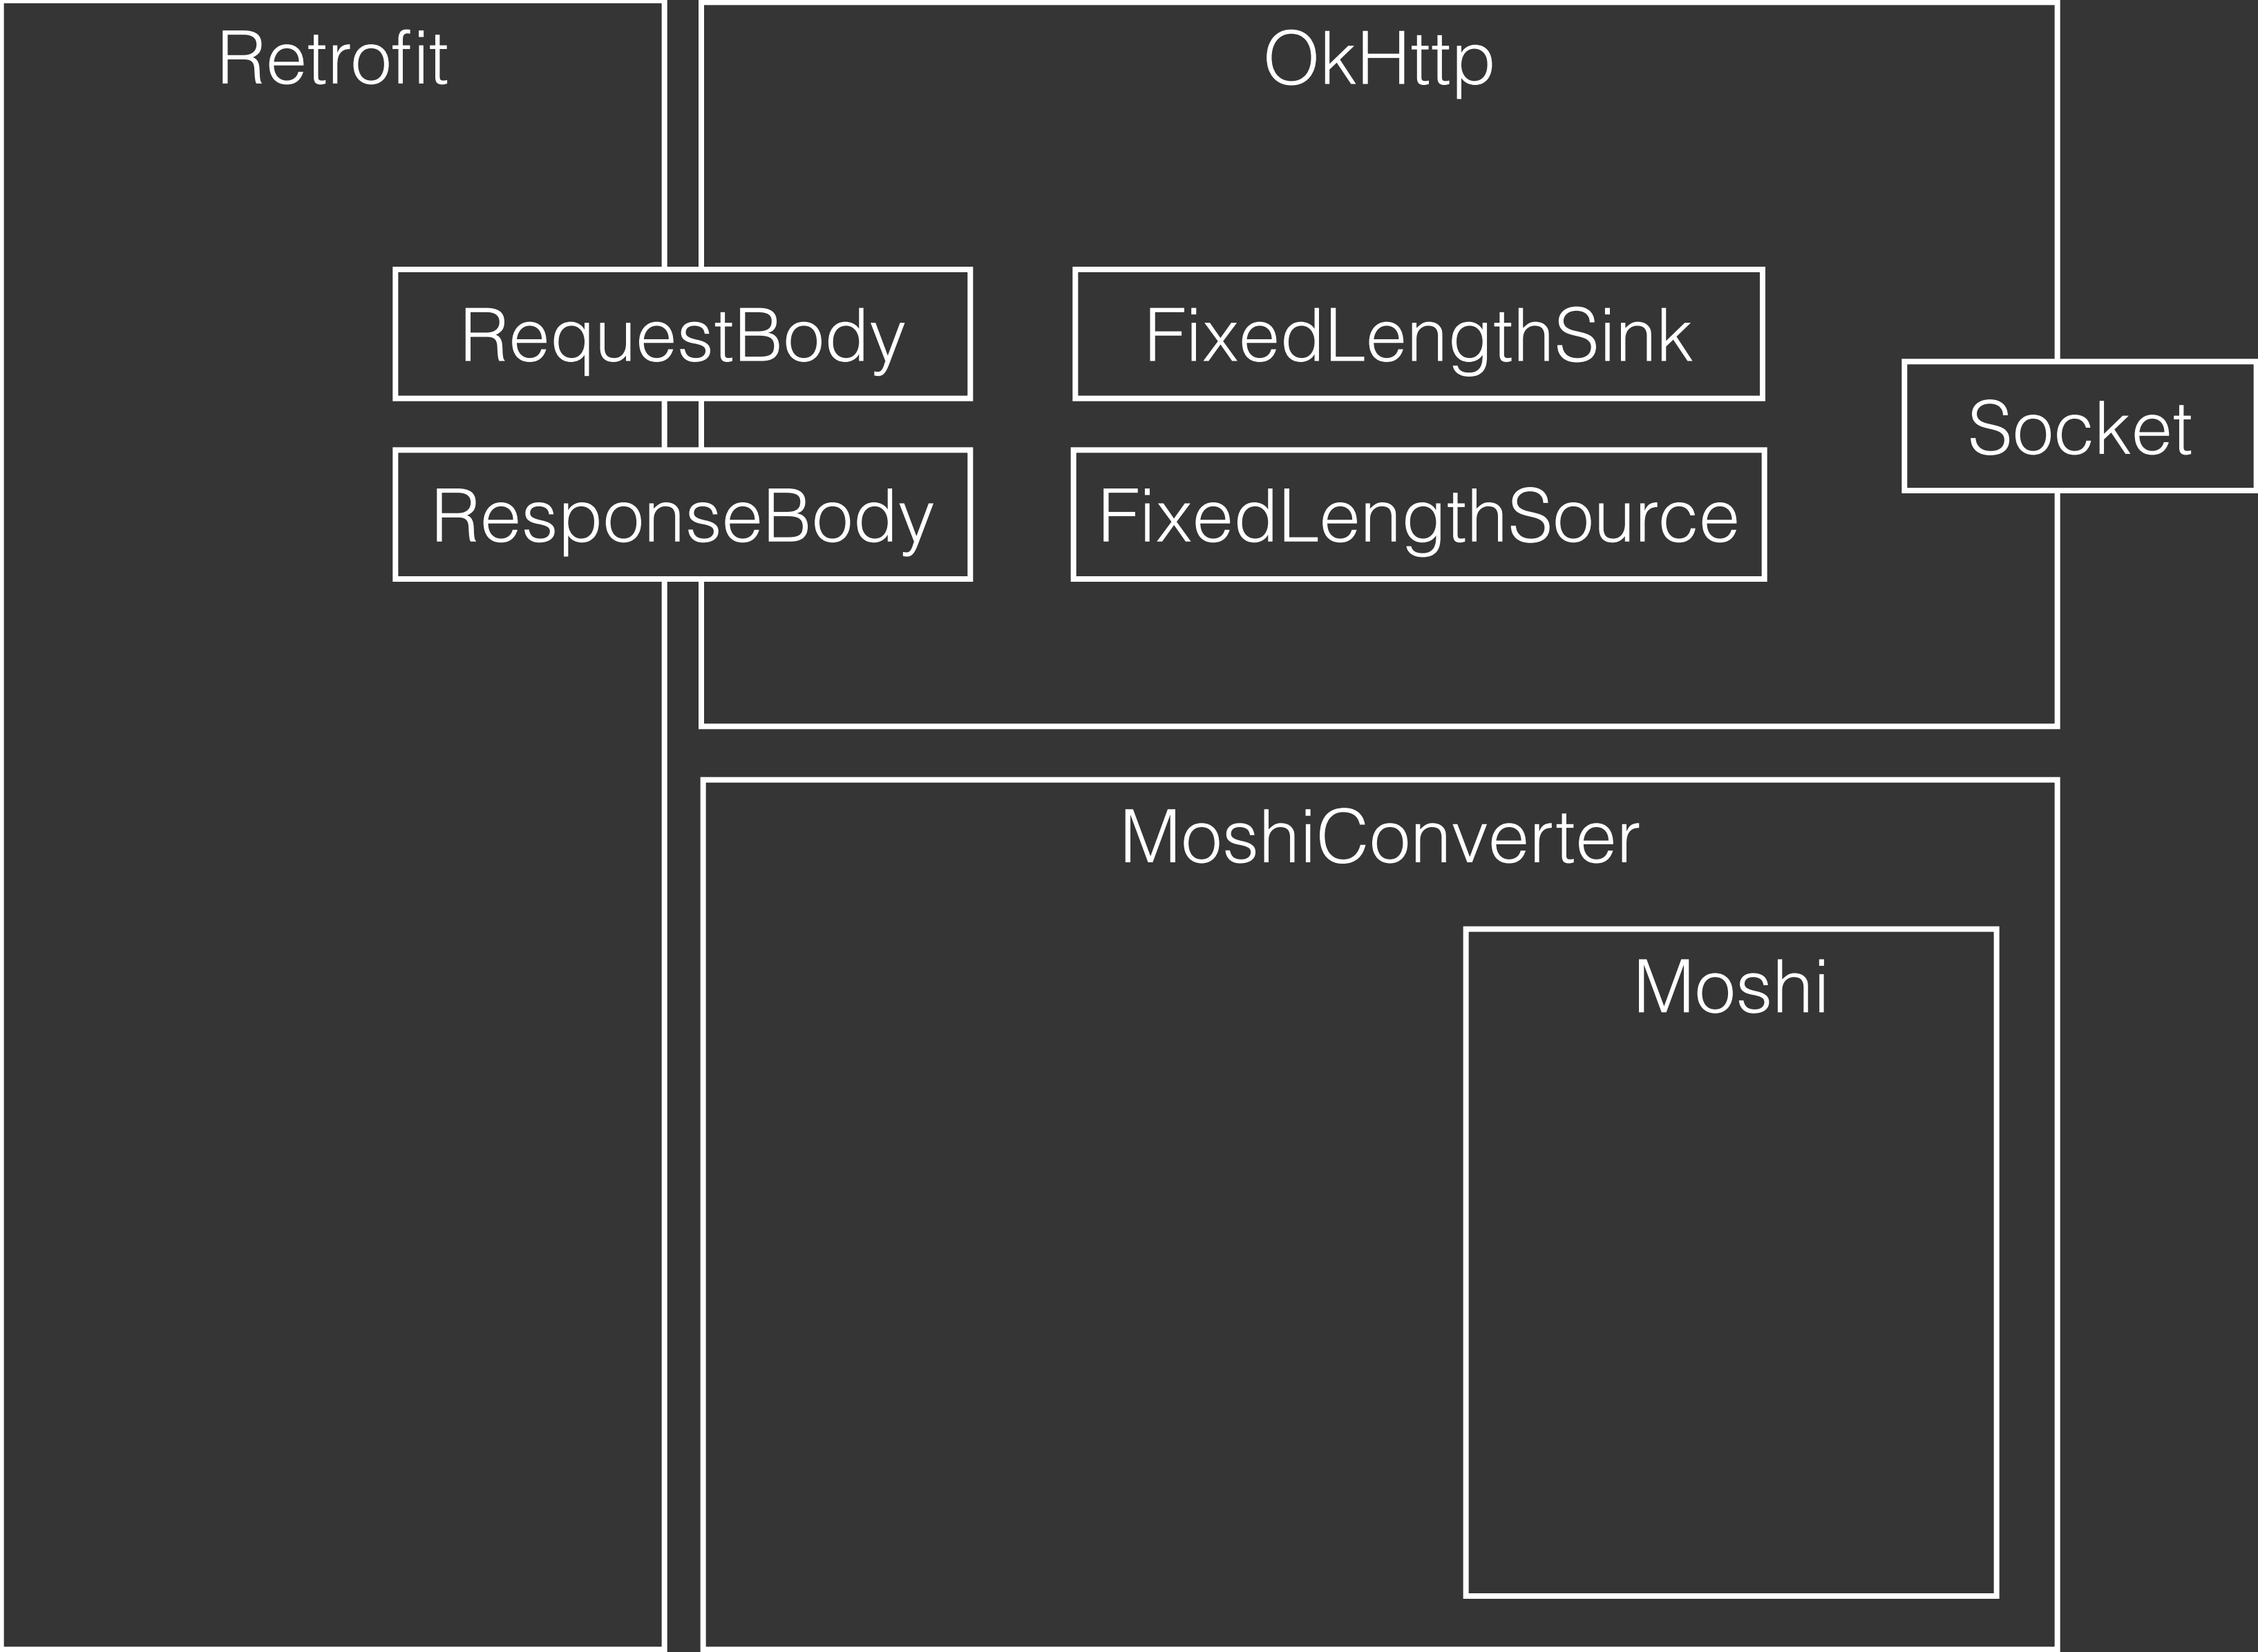 Retrofit
OkHttp
RequestBody
FixedLengthSink
Socket
ResponseBody
FixedLengthSource
MoshiConverter
Moshi